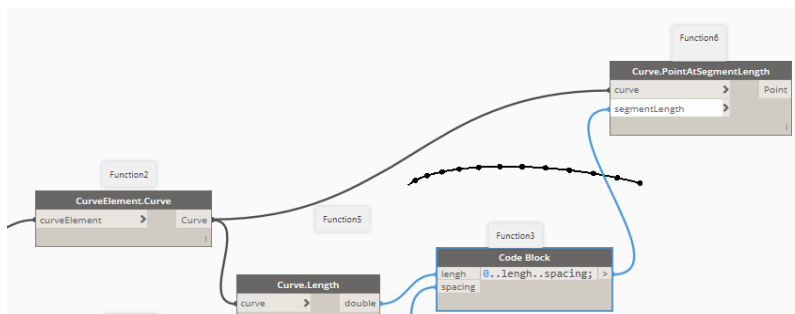 Function6
Curve.PointAtSegmentLength
curve > Point
segmentLength >
l
Function2
CurveElement.Curve
curveElement > Curve
l
Function5
Function3
Code Block
lengh 0..lengh..spacing; >
spacing
Curve.Length
curve > double